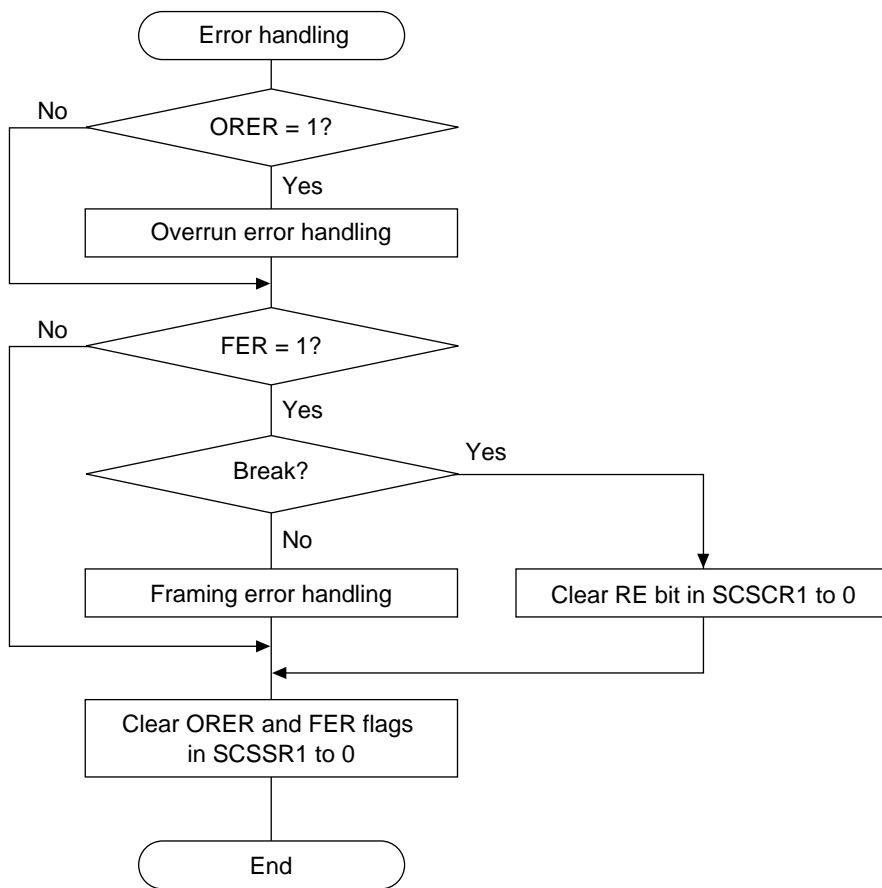 Error handling
No
ORER = 1?
Yes
Overrun error handling
No
FER = 1?
Yes
Yes
Break?
No
Framing error handling
Clear RE bit in SCSCR1 to 0
Clear ORER and FER flags
in SCSSR1 to 0
End